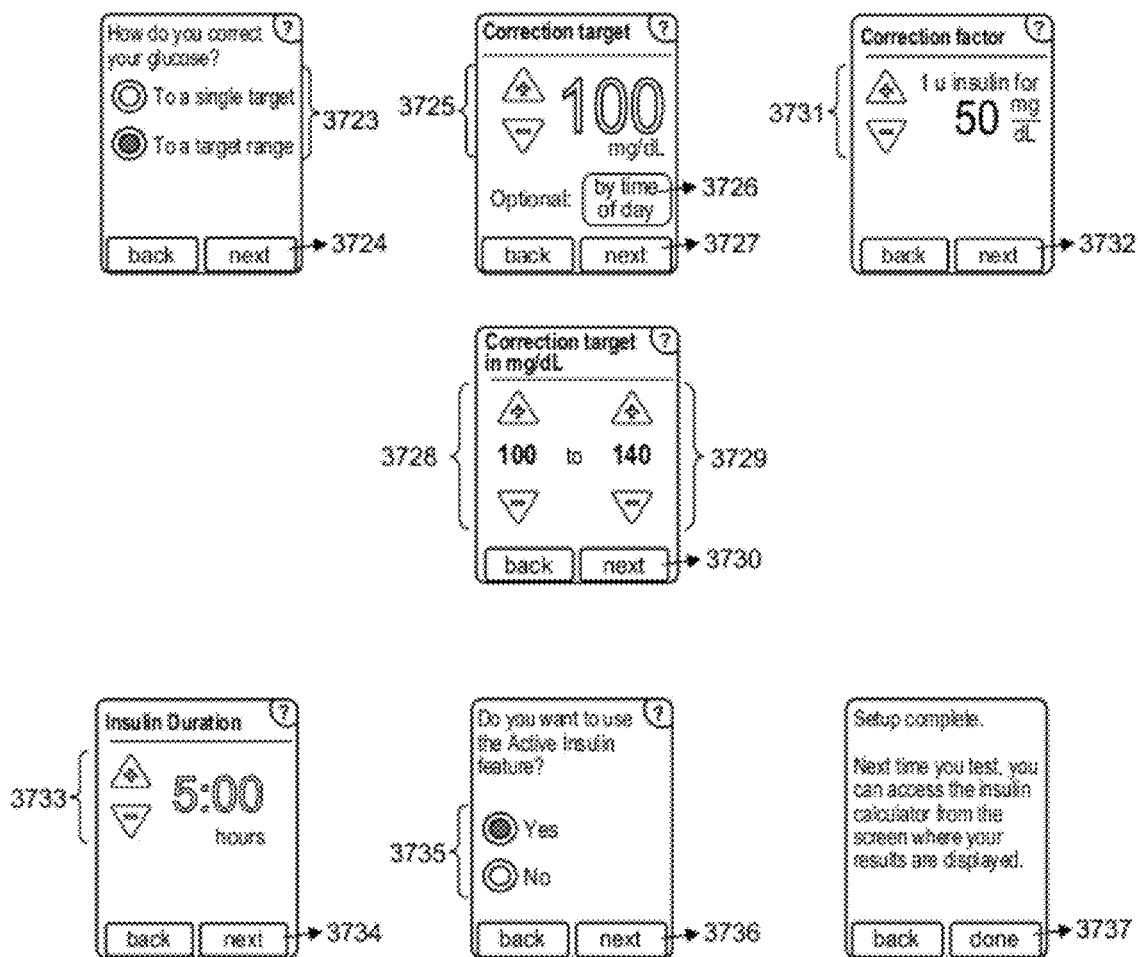 How do you correct ?
your glucose?
To a single target
To a target range
3723
back next 3724
Correction target ?
3725
100
mg/dL
Optional: by time
of day
3726
back next 3727
Correction factor ?
3731
1 u insulin for
50 mg
dL
back next 3732
Correction target ?
in mg/dL
3728 100 to 140 3729
back next 3730
Insulin Duration ?
3733 5:00
hours
back next 3734
Do you want to use ?
the Active Insulin
feature?
3735
Yes
No
back next 3736
Setup complete.
Next time you test, you
can access the insulin
calculator from the
screen where your
results are displayed.
back done 3737